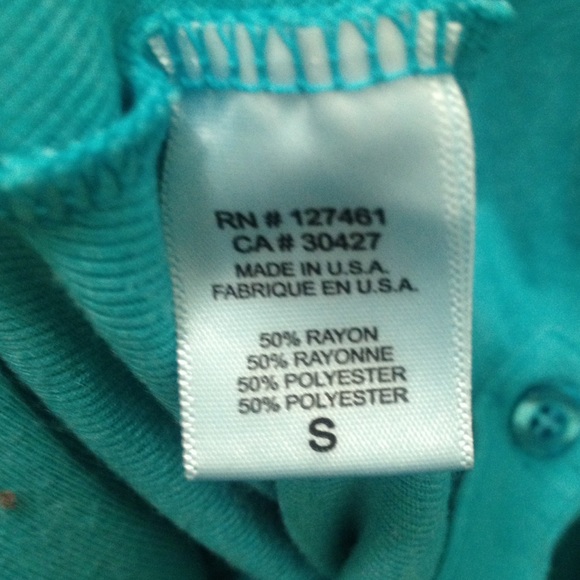 RN # 127461
CA # 30427
MADE IN U.S.A.
FABRIQUE EN U.S.A.
50% RAYON
50% RAYONNE
50% POLYESTER
50% POLYESTER
S